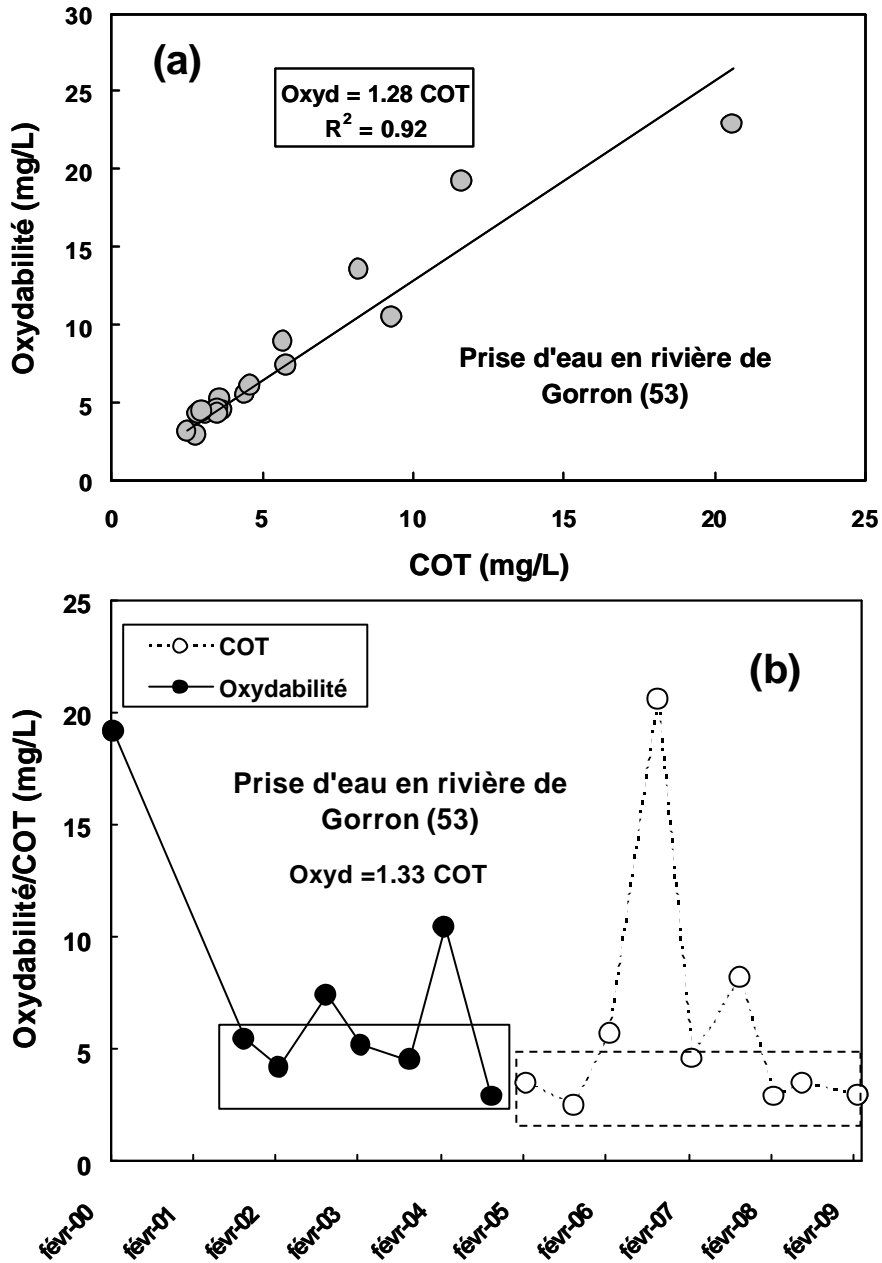 (a)
Oxyd = 1.28 COT
R² = 0.92
Prise d'eau en rivière de
Gorron (53)
Oxydabilité (mg/L)
30
25
20
15
10
5
0
0 5 10 15 20 25
COT (mg/L)
(b)
COT
Oxydabilité
Prise d'eau en rivière de
Gorron (53)
Oxyd =1.33 COT
Oxydabilité/COT (mg/L)
25
20
15
10
5
0
févr-00 févr-01 févr-02 févr-03 févr-04 févr-05 févr-06 févr-07 févr-08 févr-09